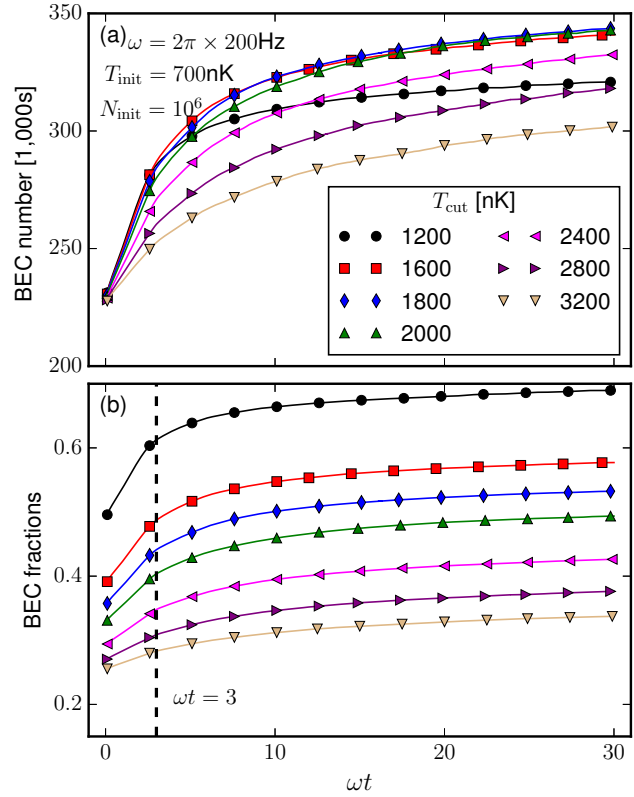 350
(a) ω = 2π × 200Hz
T_init = 700nK
N_init = 10^6
300
BEC number [1,000s]
250
200
T_cut [nK]
1200 2400
1600 2800
1800 3200
2000
(b)
0.6
BEC fractions
0.4
0.2
ωt = 3
0 10 20 30
ωt